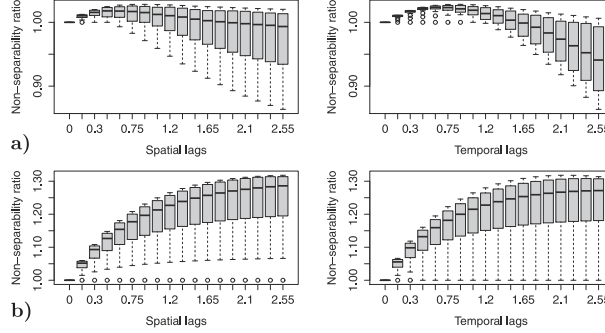 Non-separability ratio
1.00
0.90
0 0.3 0.75 1.2 1.65 2.1 2.55
Spatial lags
Non-separability ratio
1.00
0.90
0 0.3 0.75 1.2 1.65 2.1 2.55
Temporal lags
a)
Non-separability ratio
1.30
1.20
1.10
1.00
0 0.3 0.75 1.2 1.65 2.1 2.55
Spatial lags
Non-separability ratio
1.30
1.20
1.10
1.00
0 0.3 0.75 1.2 1.65 2.1 2.55
Temporal lags
b)